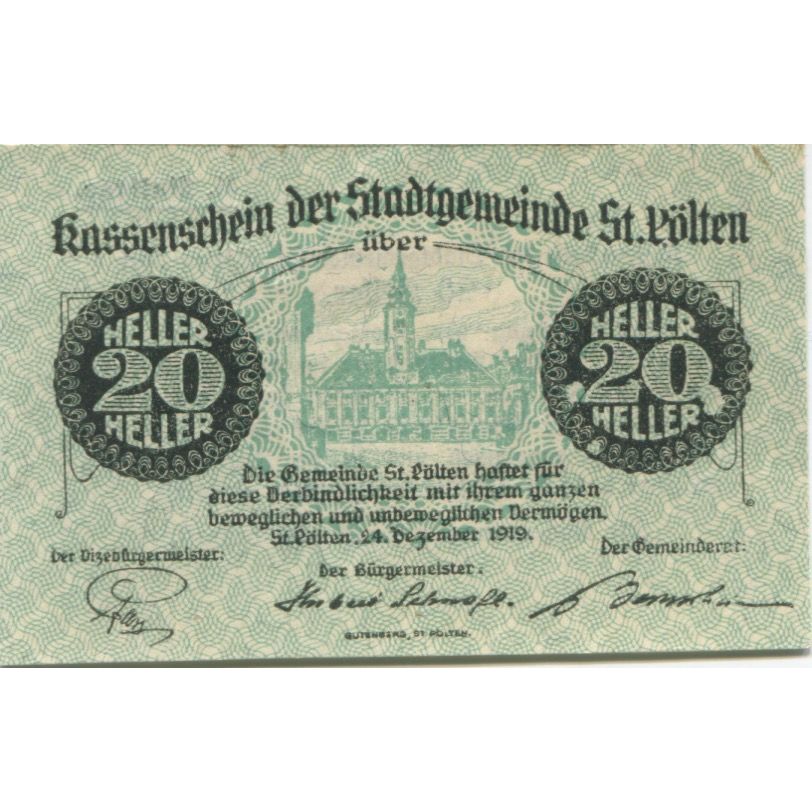 Kassenschein der Stadtgemeinde St. Pölten
über
HELLER
20
HELLER
HELLER
20
HELLER
Die Gemeinde St. Pölten haftet für
diese Verbindlichkeit mit ihrem ganzen
beweglichen und unbeweglichen Vermögen.
St. Pölten, 24. Dezember 1919.
Der Vizebürgermeister:
Der Bürgermeister:
Der Gemeinderat:
Hubert Schnofl.
GUTENBERG, ST. PÖLTEN.